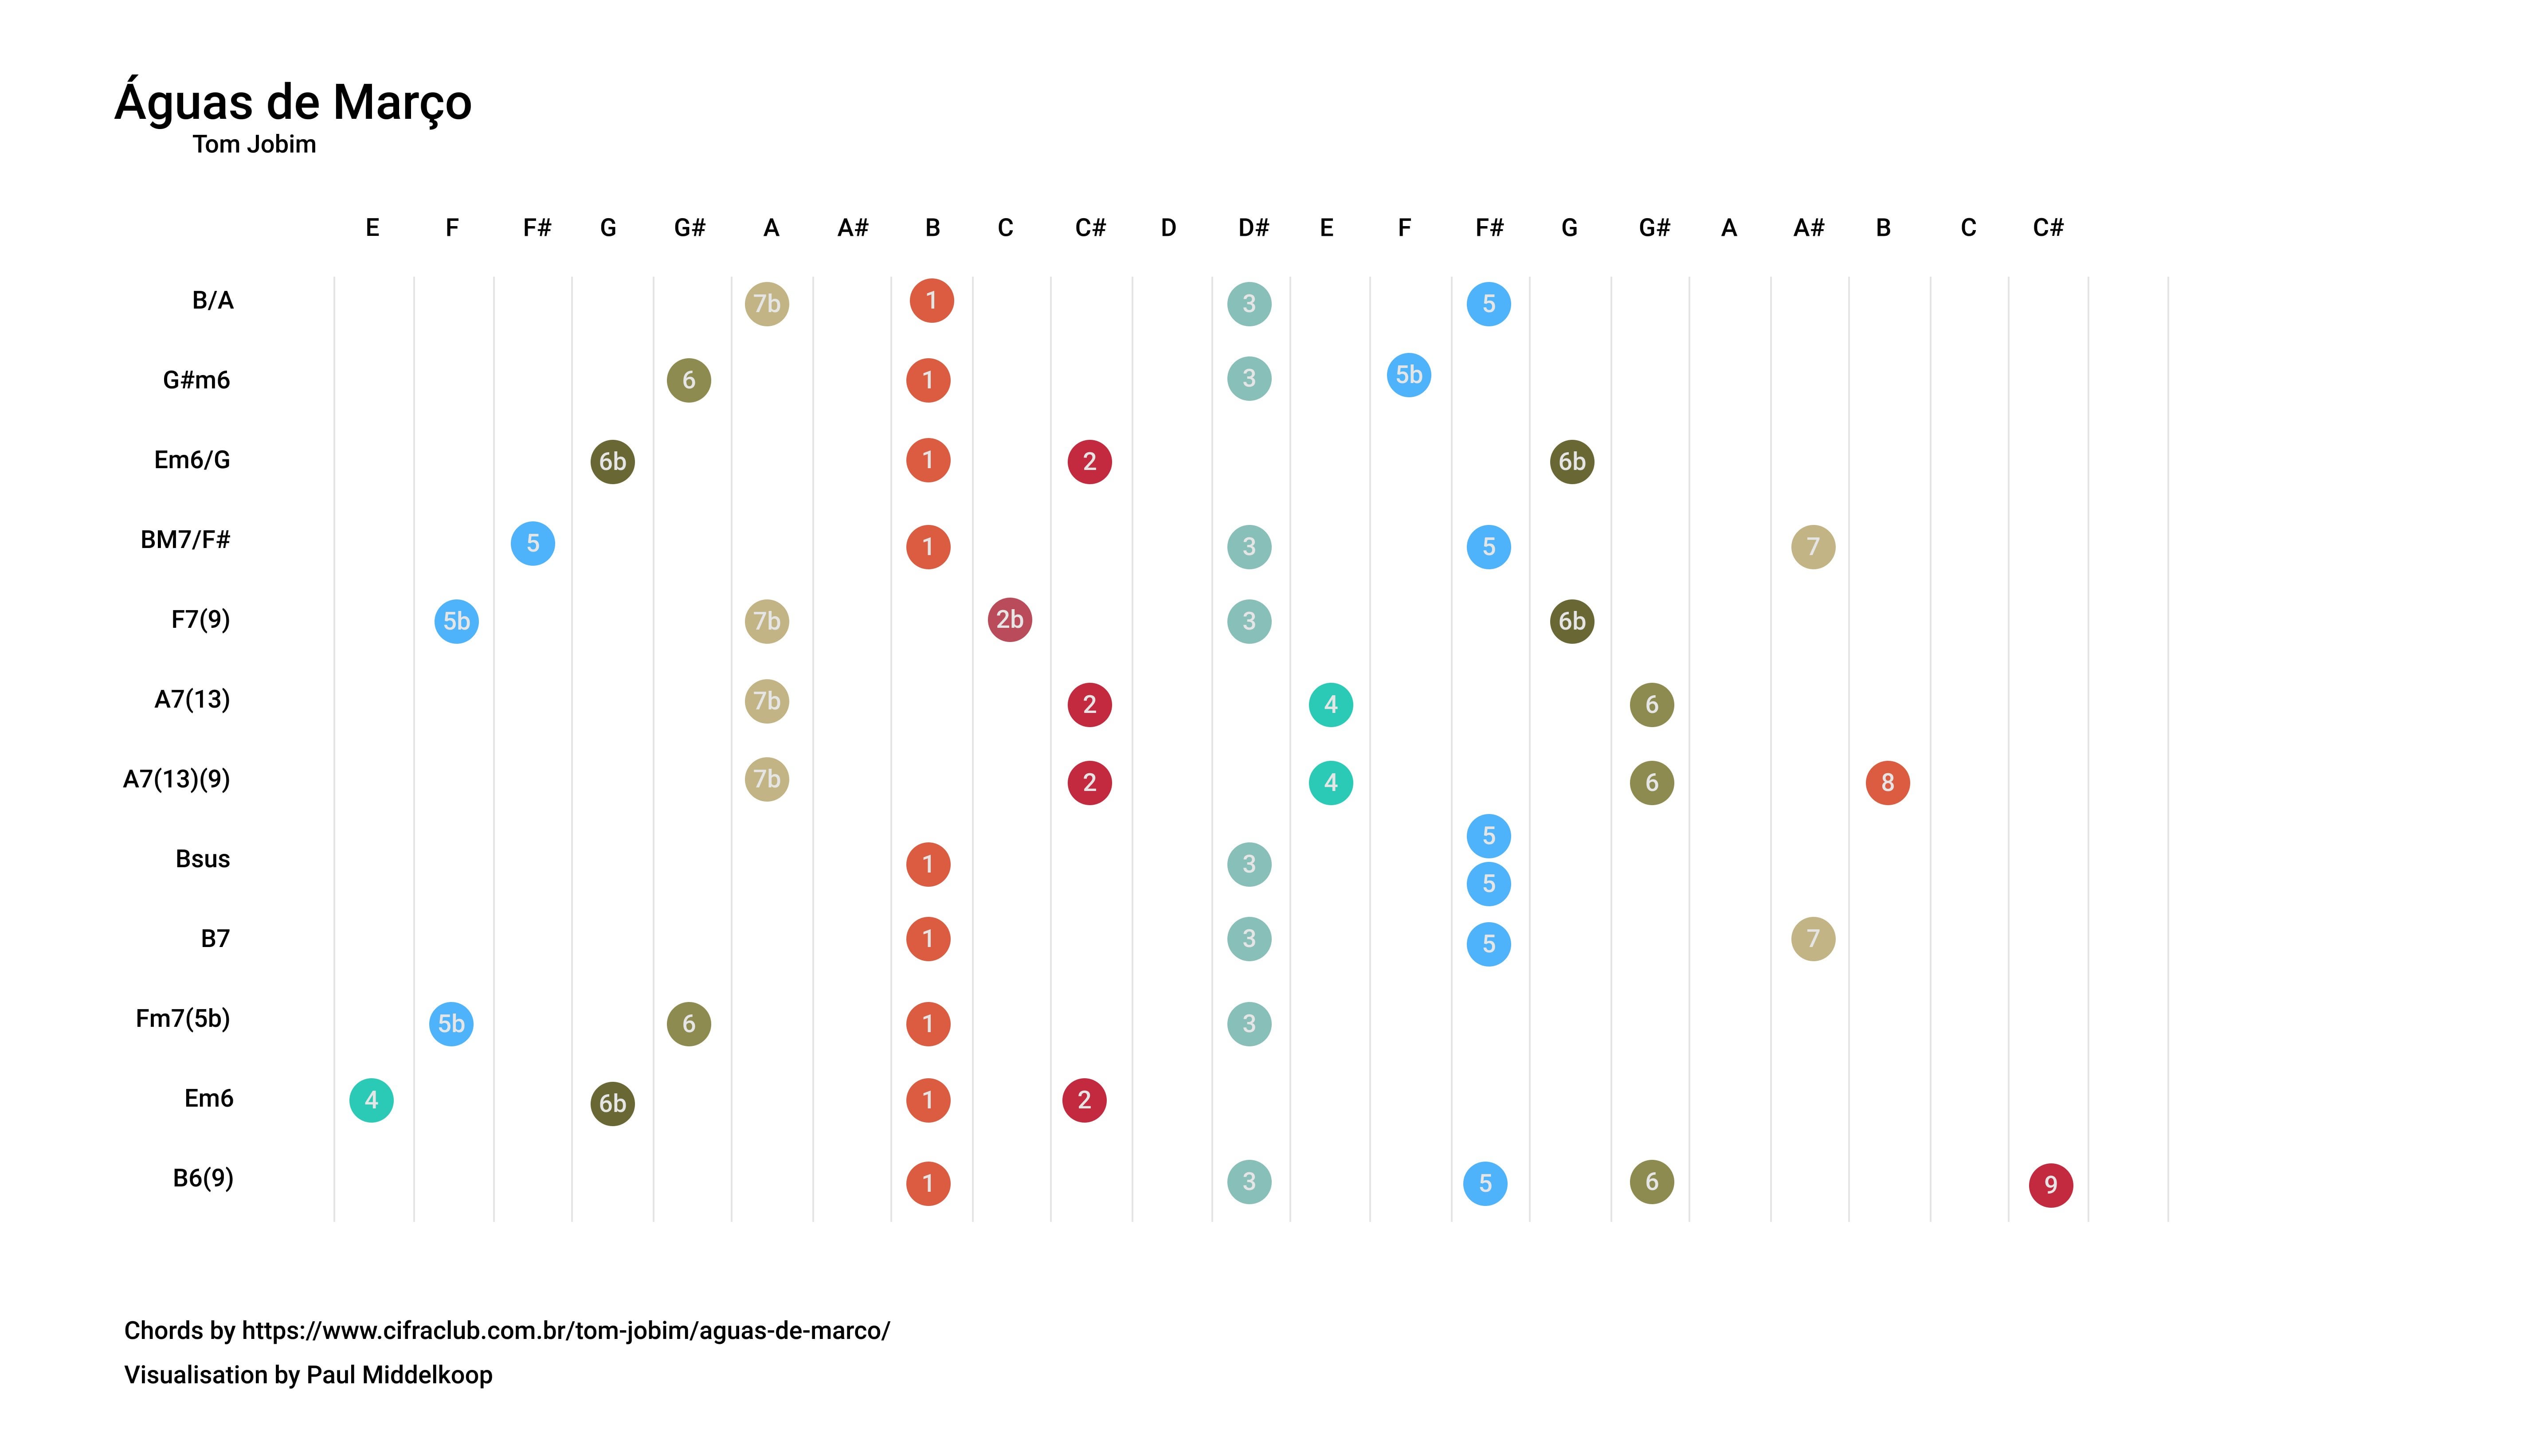 Águas de Março
Tom Jobim
E F F# G G# A A# B C C# D D# E F F# G G# A A# B C C#
B/A 7b 1 3 5
G#m6 6 1 3 5b
Em6/G 6b 1 2 6b
BM7/F# 5 1 3 5 7
F7(9) 5b 7b 2b 3 6b
A7(13) 7b 2 4 6
A7(13)(9) 7b 2 4 6 8
5
Bsus 1 3
5
B7 1 3 5 7
Fm7(5b) 5b 6 1 3
Em6 4 6b 1 2
B6(9) 1 3 5 6 9
Chords by https://www.cifraclub.com.br/tom-jobim/aguas-de-marco/
Visualisation by Paul Middelkoop